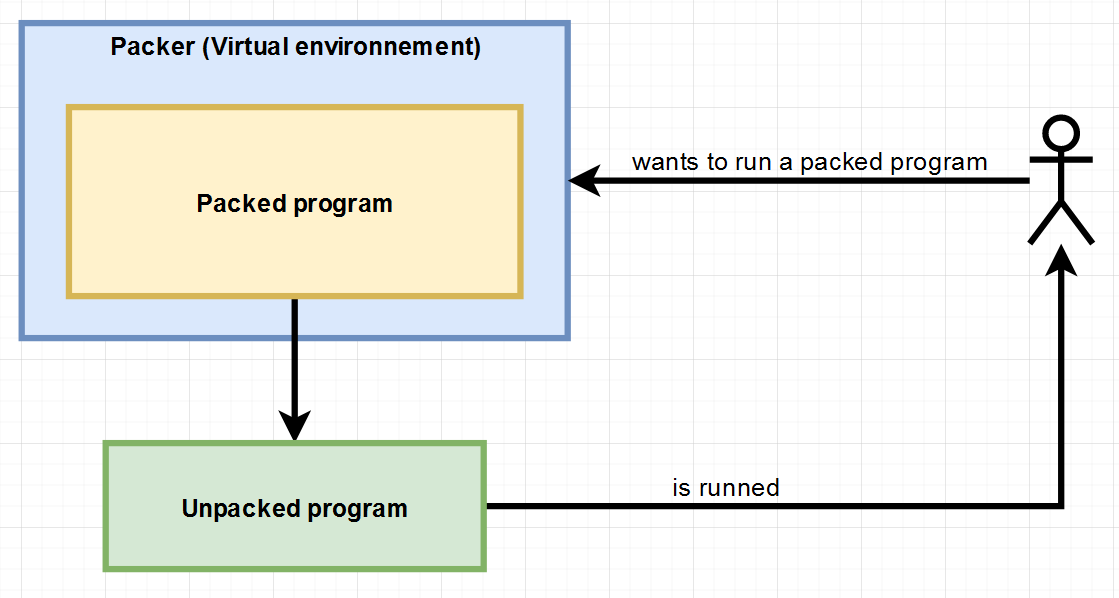 Packer (Virtual environnement)
Packed program
wants to run a packed program
Unpacked program
is runned